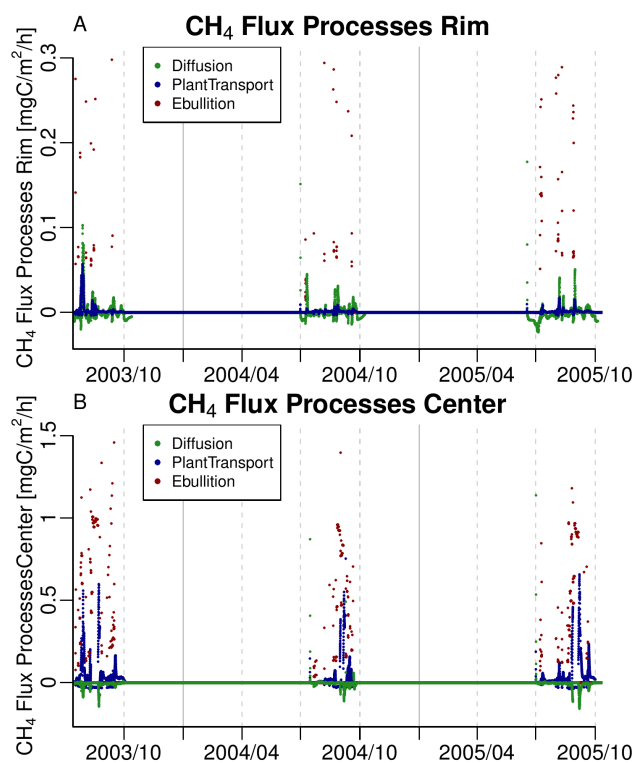 A
CH₄ Flux Processes Rim
CH₄ Flux Processes Rim [mgC/m²/h]
0.3
0.2
0.1
0
Diffusion
PlantTransport
Ebullition
2003/10 2004/04 2004/10 2005/04 2005/10
B
CH₄ Flux Processes Center
CH₄ Flux ProcessesCenter [mgC/m²/h]
1.5
1
0.5
0
Diffusion
PlantTransport
Ebullition
2003/10 2004/04 2004/10 2005/04 2005/10